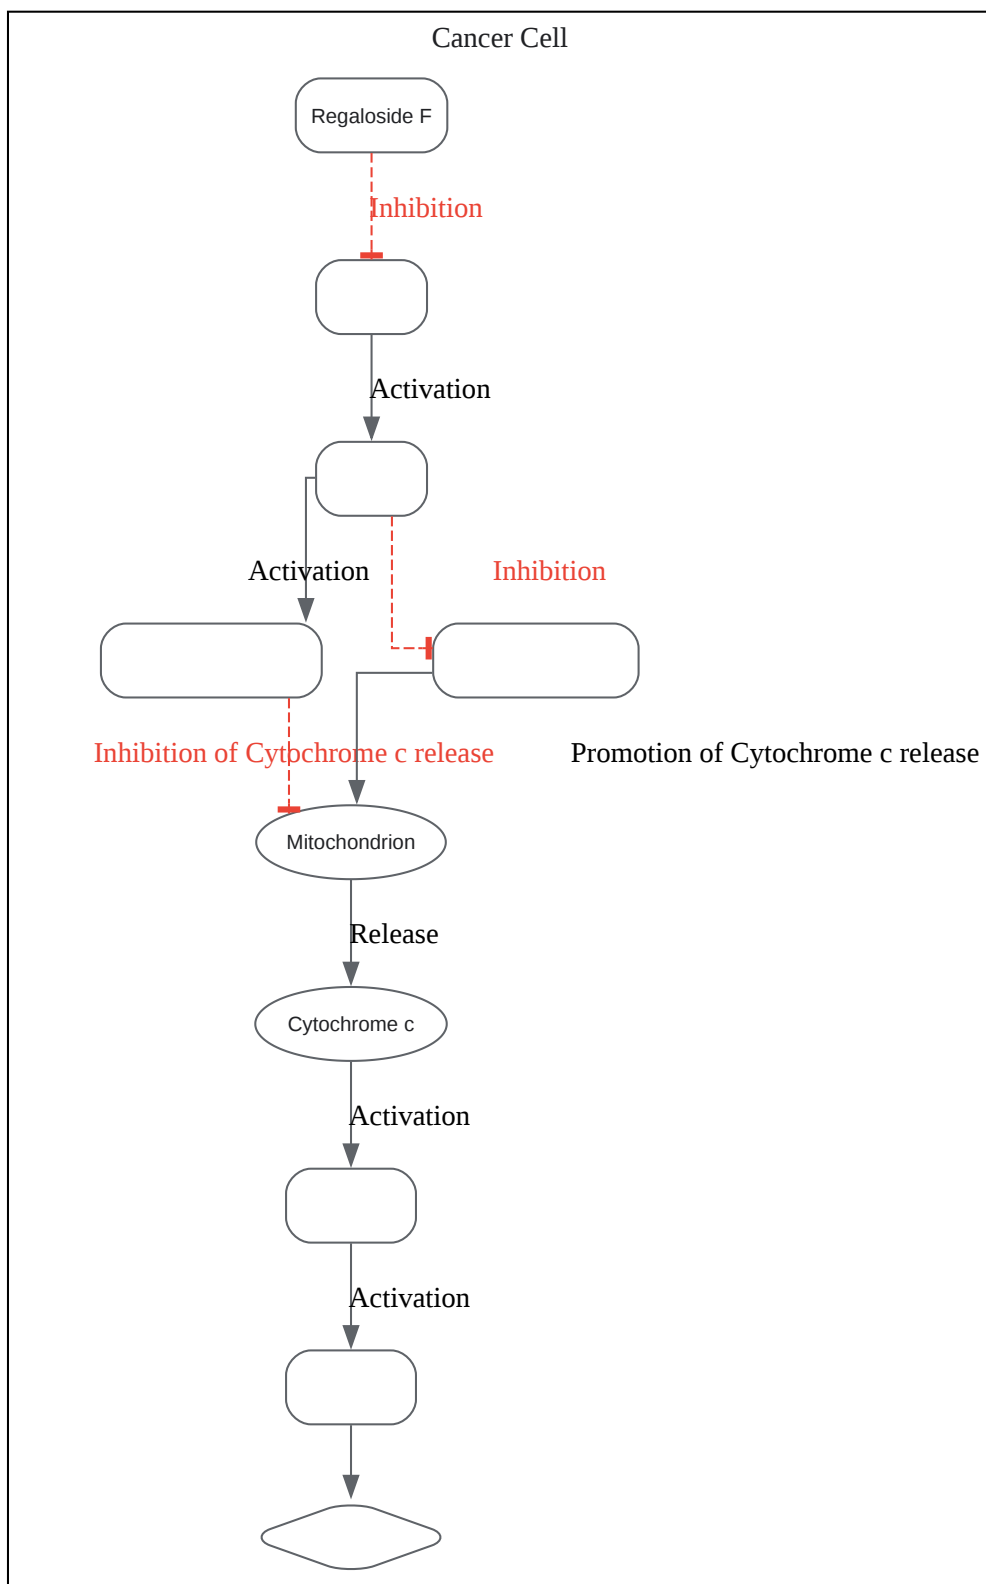 Cancer Cell
Regaloside F
Inhibition
Activation
Activation
Inhibition
Inhibition of Cytochrome c release
Promotion of Cytochrome c release
Mitochondrion
Release
Cytochrome c
Activation
Activation